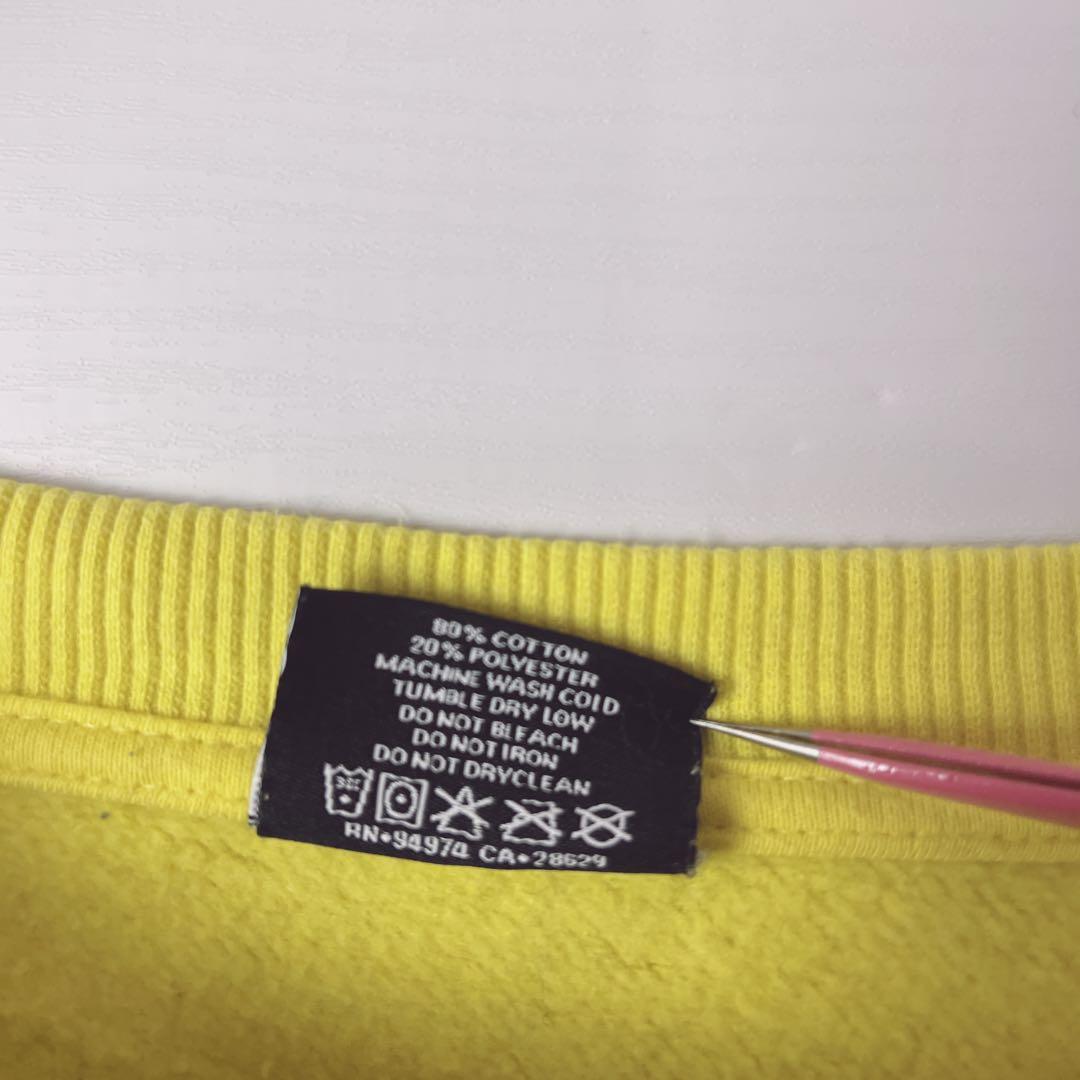 80% COTTON
20% POLYESTER
MACHINE WASH COLD
TUMBLE DRY LOW
DO NOT BLEACH
DO NOT IRON
DO NOT DRYCLEAN
RN•94974 CA•28629